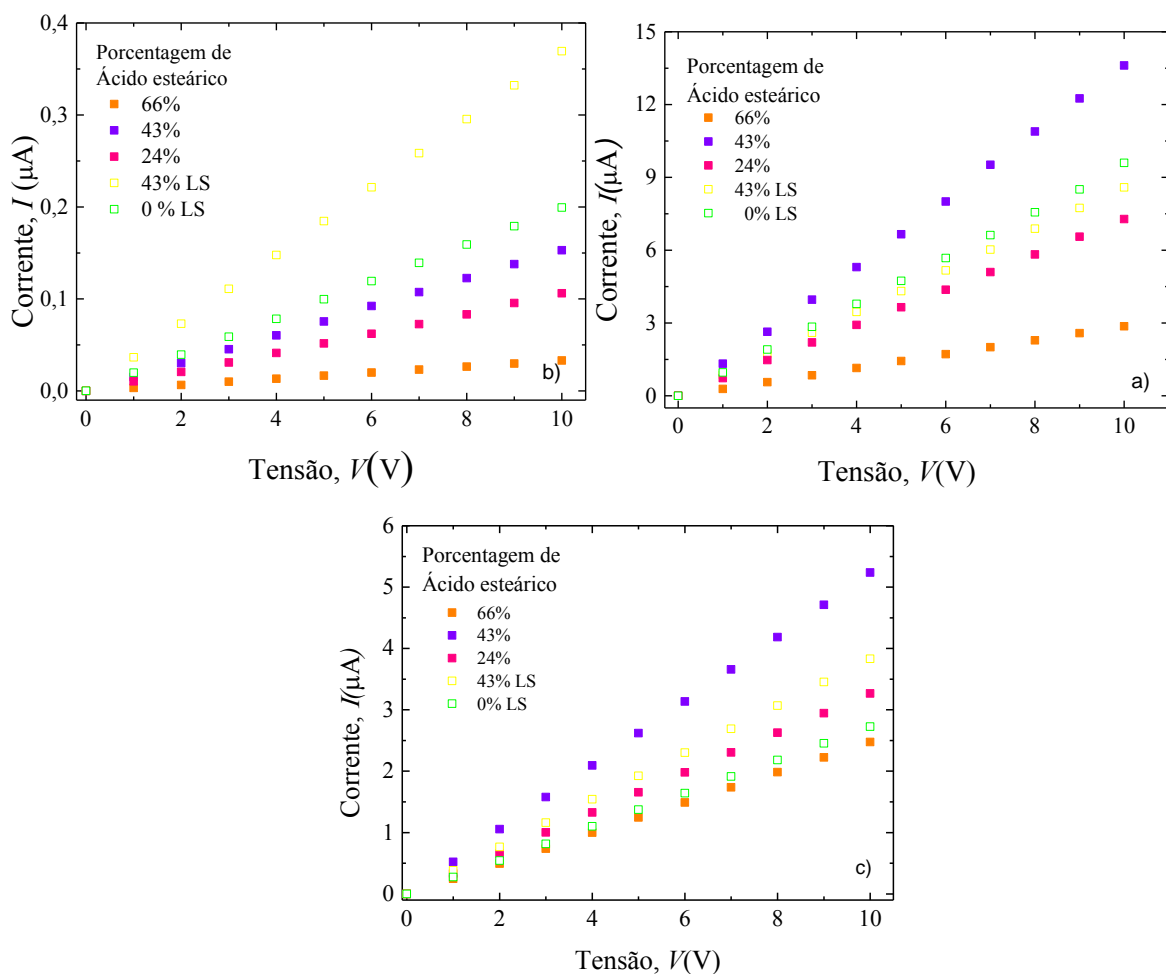 0,4
0,3
0,2
0,1
0,0
Corrente, I (μA)
Porcentagem de
Ácido esteárico
66%
43%
24%
43% LS
0 % LS
b)
0 2 4 6 8 10
Tensão, V(V)
15
12
9
6
3
0
Corrente, I(μA)
Porcentagem de
Ácido esteárico
66%
43%
24%
43% LS
0% LS
a)
0 2 4 6 8 10
Tensão, V(V)
6
5
4
3
2
1
0
Corrente, I(μA)
Porcentagem de
Ácido esteárico
66%
43%
24%
43% LS
0% LS
c)
0 2 4 6 8 10
Tensão, V(V)